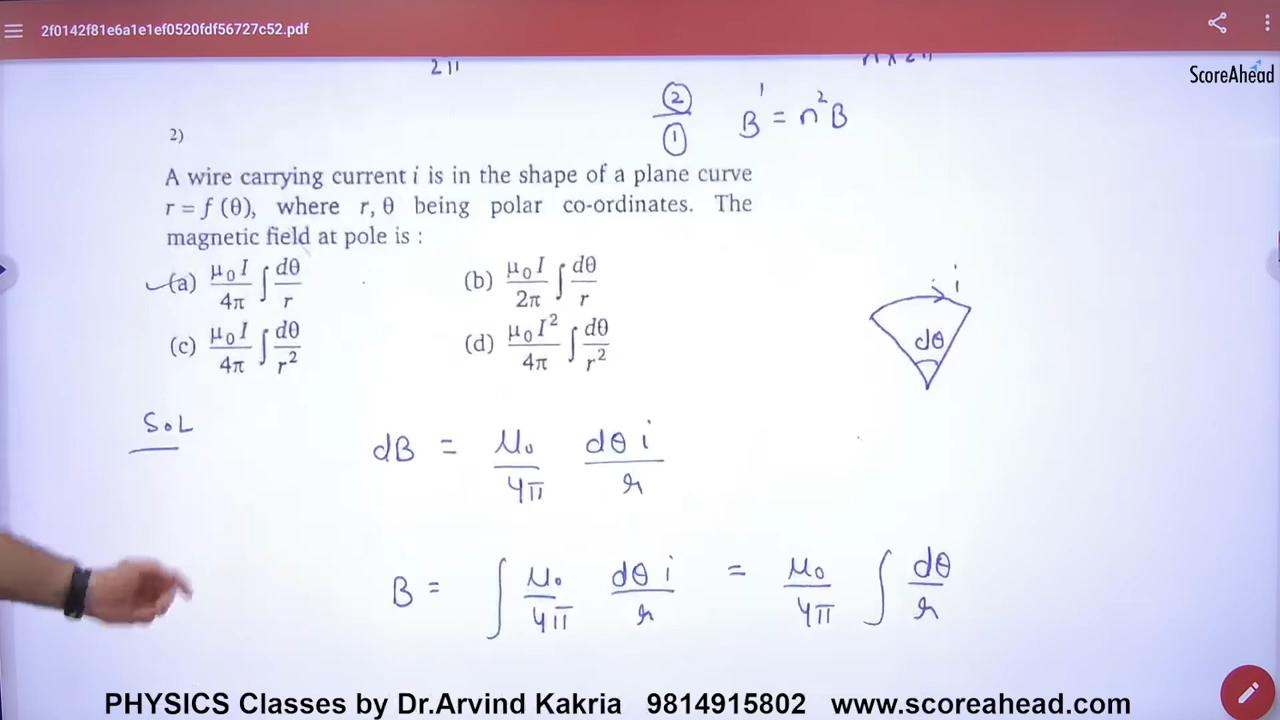 2f0142f81e6a1e1ef0520fdf56727c52.pdf
ScoreAhead
2π
n×2π
②/① B' = n²B
2)
A wire carrying current i is in the shape of a plane curve
r = f (θ), where r, θ being polar co-ordinates. The
magnetic field at pole is :
(a) μ₀I/4π ∫ dθ/r (b) μ₀I/2π ∫ dθ/r
(c) μ₀I/4π ∫ dθ/r² (d) μ₀I²/4π ∫ dθ/r²
i
dθ
SOL
dB = μ₀/4π dθ i/r
B = ∫ μ₀/4π dθ i/r = μ₀/4π ∫ dθ/r
PHYSICS Classes by Dr.Arvind Kakria 9814915802 www.scoreahead.com